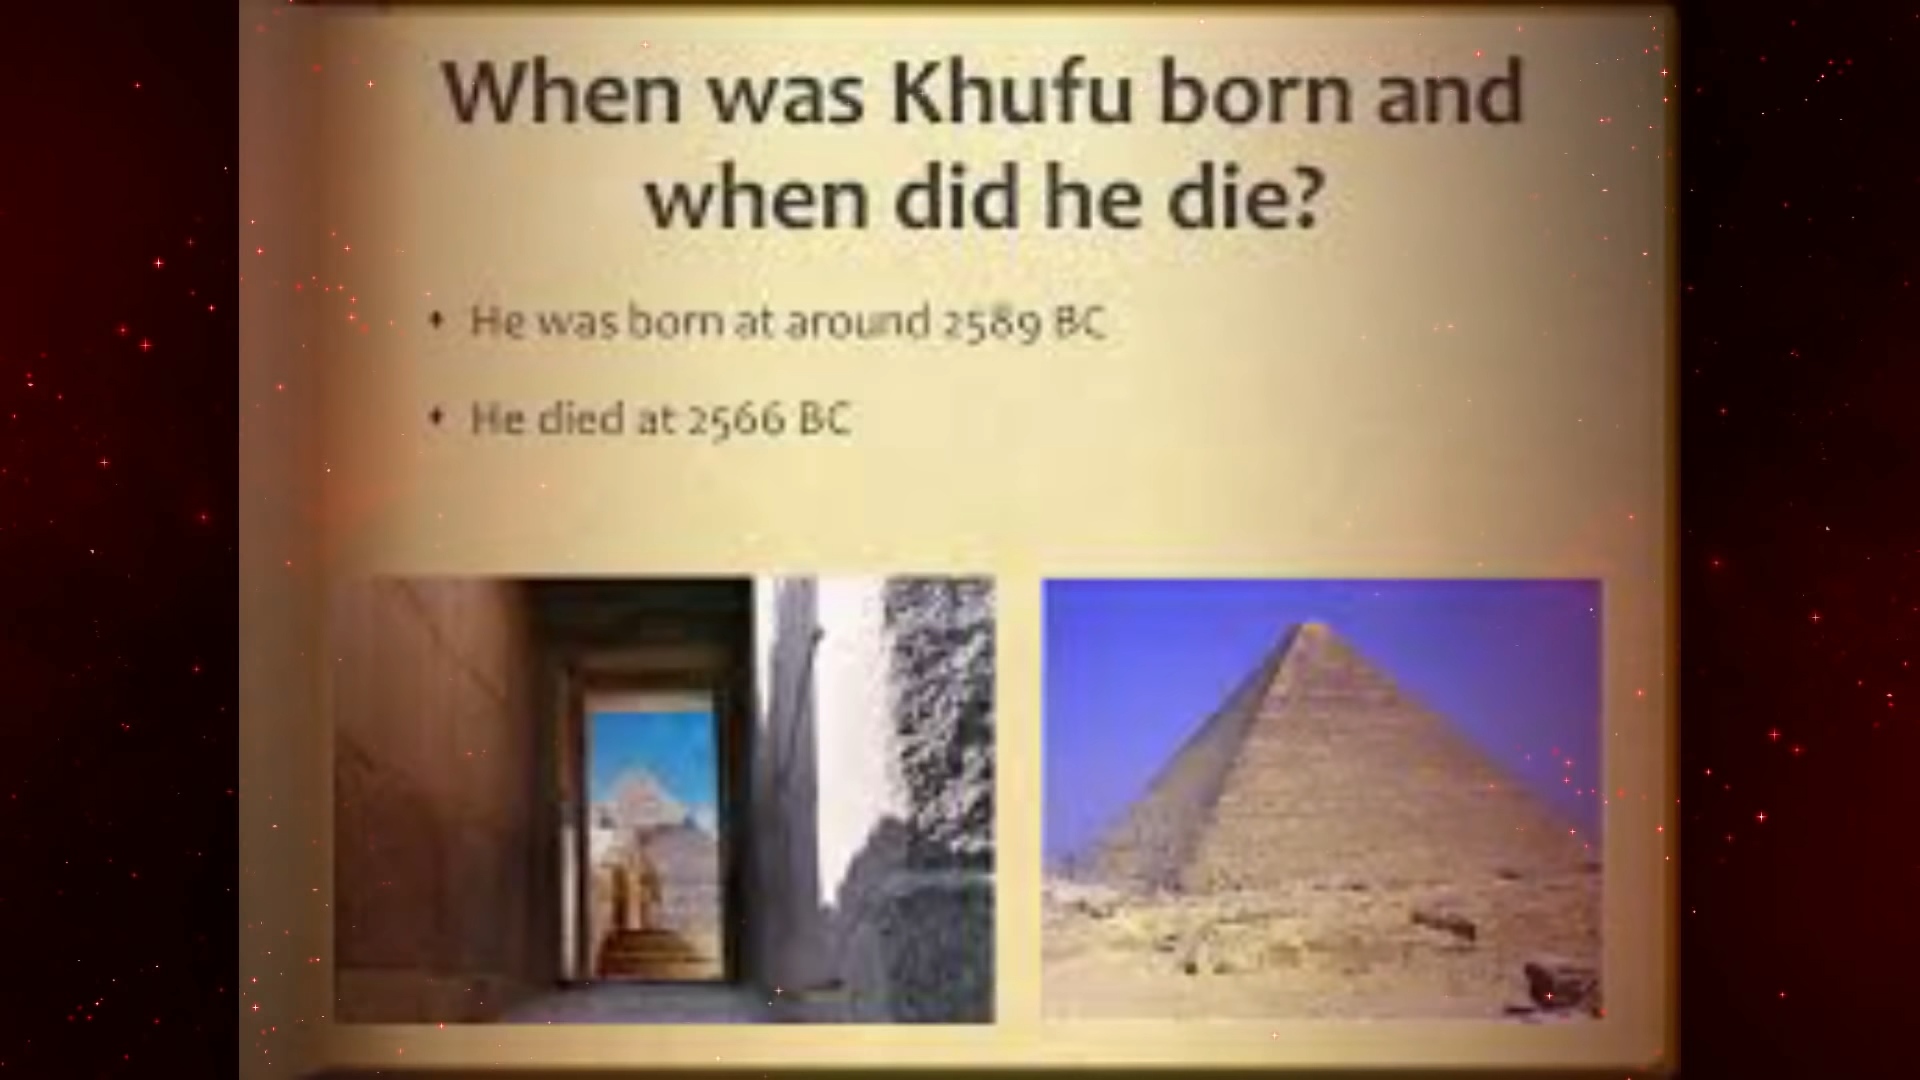 When was Khufu born and
when did he die?
• He was born at around 2589 BC
• He died at 2566 BC